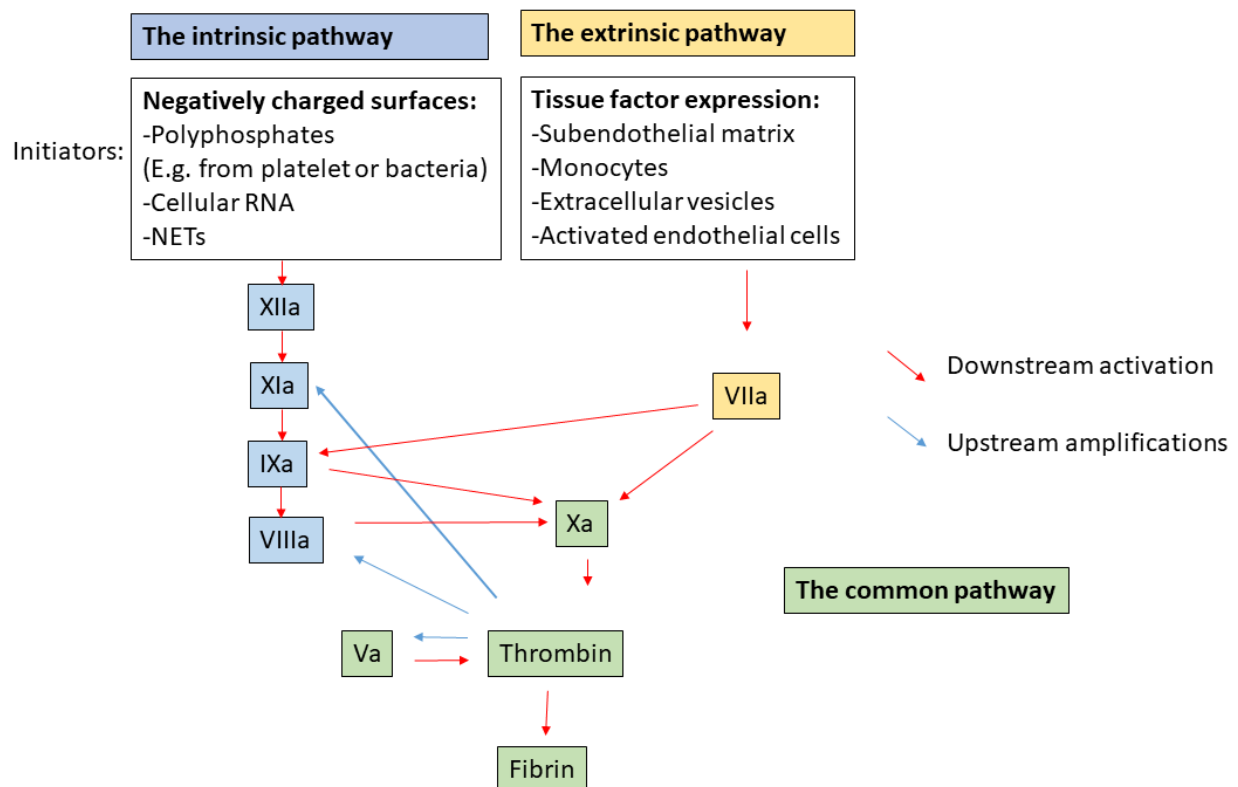 The intrinsic pathway
The extrinsic pathway
Initiators:
Negatively charged surfaces:
-Polyphosphates
(E.g. from platelet or bacteria)
-Cellular RNA
-NETs
Tissue factor expression:
-Subendothelial matrix
-Monocytes
-Extracellular vesicles
-Activated endothelial cells
XIIa
XIa
IXa
VIIIa
VIIa
Downstream activation
Upstream amplifications
Xa
The common pathway
Va
Thrombin
Fibrin